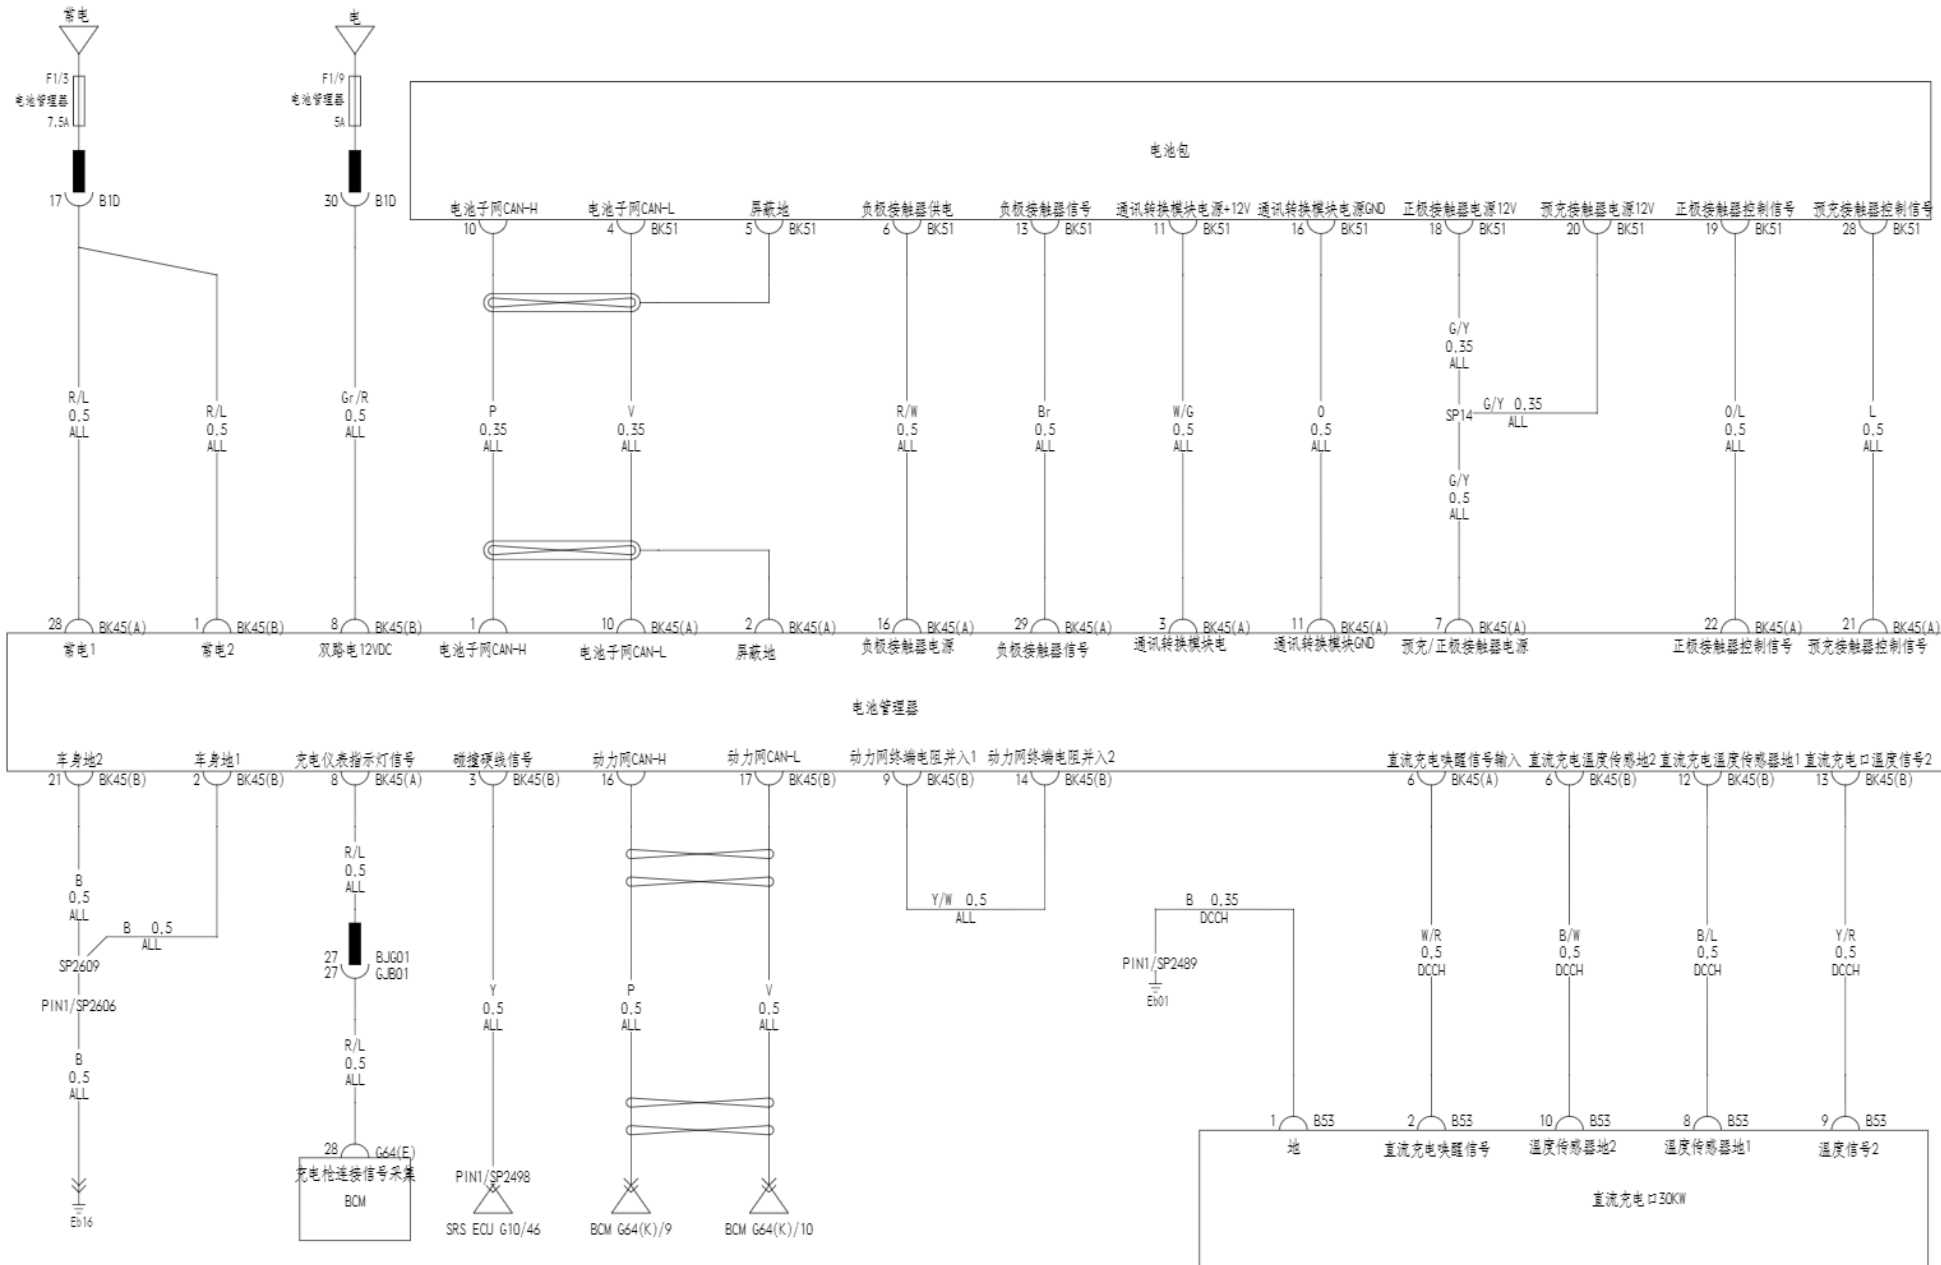 常电
电
F1/3
电池管理器
7.5A
F1/9
电池管理器
5A
17 B1D
30 B1D
电池包
电池子网CAN-H
电池子网CAN-L
屏蔽地
负极接触器供电
负极接触器信号
通讯转换模块电源+12V
通讯转换模块电源GND
正极接触器电源12V
预充接触器电源12V
正极接触器控制信号
预充接触器控制信号
10
4 BK51
5 BK51
6 BK51
13 BK51
11 BK51
16 BK51
18 BK51
20 BK51
19 BK51
28 BK51
G/Y
0.35
ALL
R/L
0.5
ALL
R/L
0.5
ALL
Gr/R
0.5
ALL
P
0.35
ALL
V
0.35
ALL
R/W
0.5
ALL
Br
0.5
ALL
W/G
0.5
ALL
O
0.5
ALL
SP14
G/Y 0.35
ALL
O/L
0.5
ALL
L
0.5
ALL
G/Y
0.5
ALL
28 BK45(A)
1 BK45(B)
8 BK45(B)
1
10 BK45(A)
2 BK45(A)
16 BK45(A)
29 BK45(A)
3 BK45(A)
11 BK45(A)
7 BK45(A)
22 BK45(A)
21 BK45(A)
常电1
常电2
双路电12VDC
电池子网CAN-H
电池子网CAN-L
屏蔽地
负极接触器电源
负极接触器信号
通讯转换模块电
通讯转换模块GND
预充/正极接触器电源
正极接触器控制信号
预充接触器控制信号
电池管理器
车身地2
车身地1
充电仪表指示灯信号
碰撞硬线信号
动力网CAN-H
动力网CAN-L
动力网终端电阻并入1
动力网终端电阻并入2
直流充电唤醒信号输入
直流充电温度传感地2
直流充电温度传感器地1
直流充电口温度信号2
21 BK45(B)
2 BK45(B)
8 BK45(A)
3 BK45(B)
16
17 BK45(B)
9 BK45(B)
14 BK45(B)
6 BK45(A)
6 BK45(B)
12 BK45(B)
13 BK45(B)
B
0.5
ALL
B 0.5
ALL
R/L
0.5
ALL
Y/W 0.5
ALL
B 0.35
DCCH
W/R
0.5
DCCH
B/W
0.5
DCCH
B/L
0.5
DCCH
Y/R
0.5
DCCH
SP2609
27 BJG01
27 GJB01
PIN1/SP2489
Eb01
PIN1/SP2606
Y
0.5
ALL
P
0.5
ALL
V
0.5
ALL
B
0.5
ALL
R/L
0.5
ALL
1 B53
2 B53
10 B53
8 B53
9 B53
地
直流充电唤醒信号
温度传感器地2
温度传感器地1
温度信号2
28 G64(E)
充电枪连接信号采集
BCM
PIN1/SP2498
直流充电口30KW
Eb16
SRS ECU G10/46
BCM G64(K)/9
BCM G64(K)/10